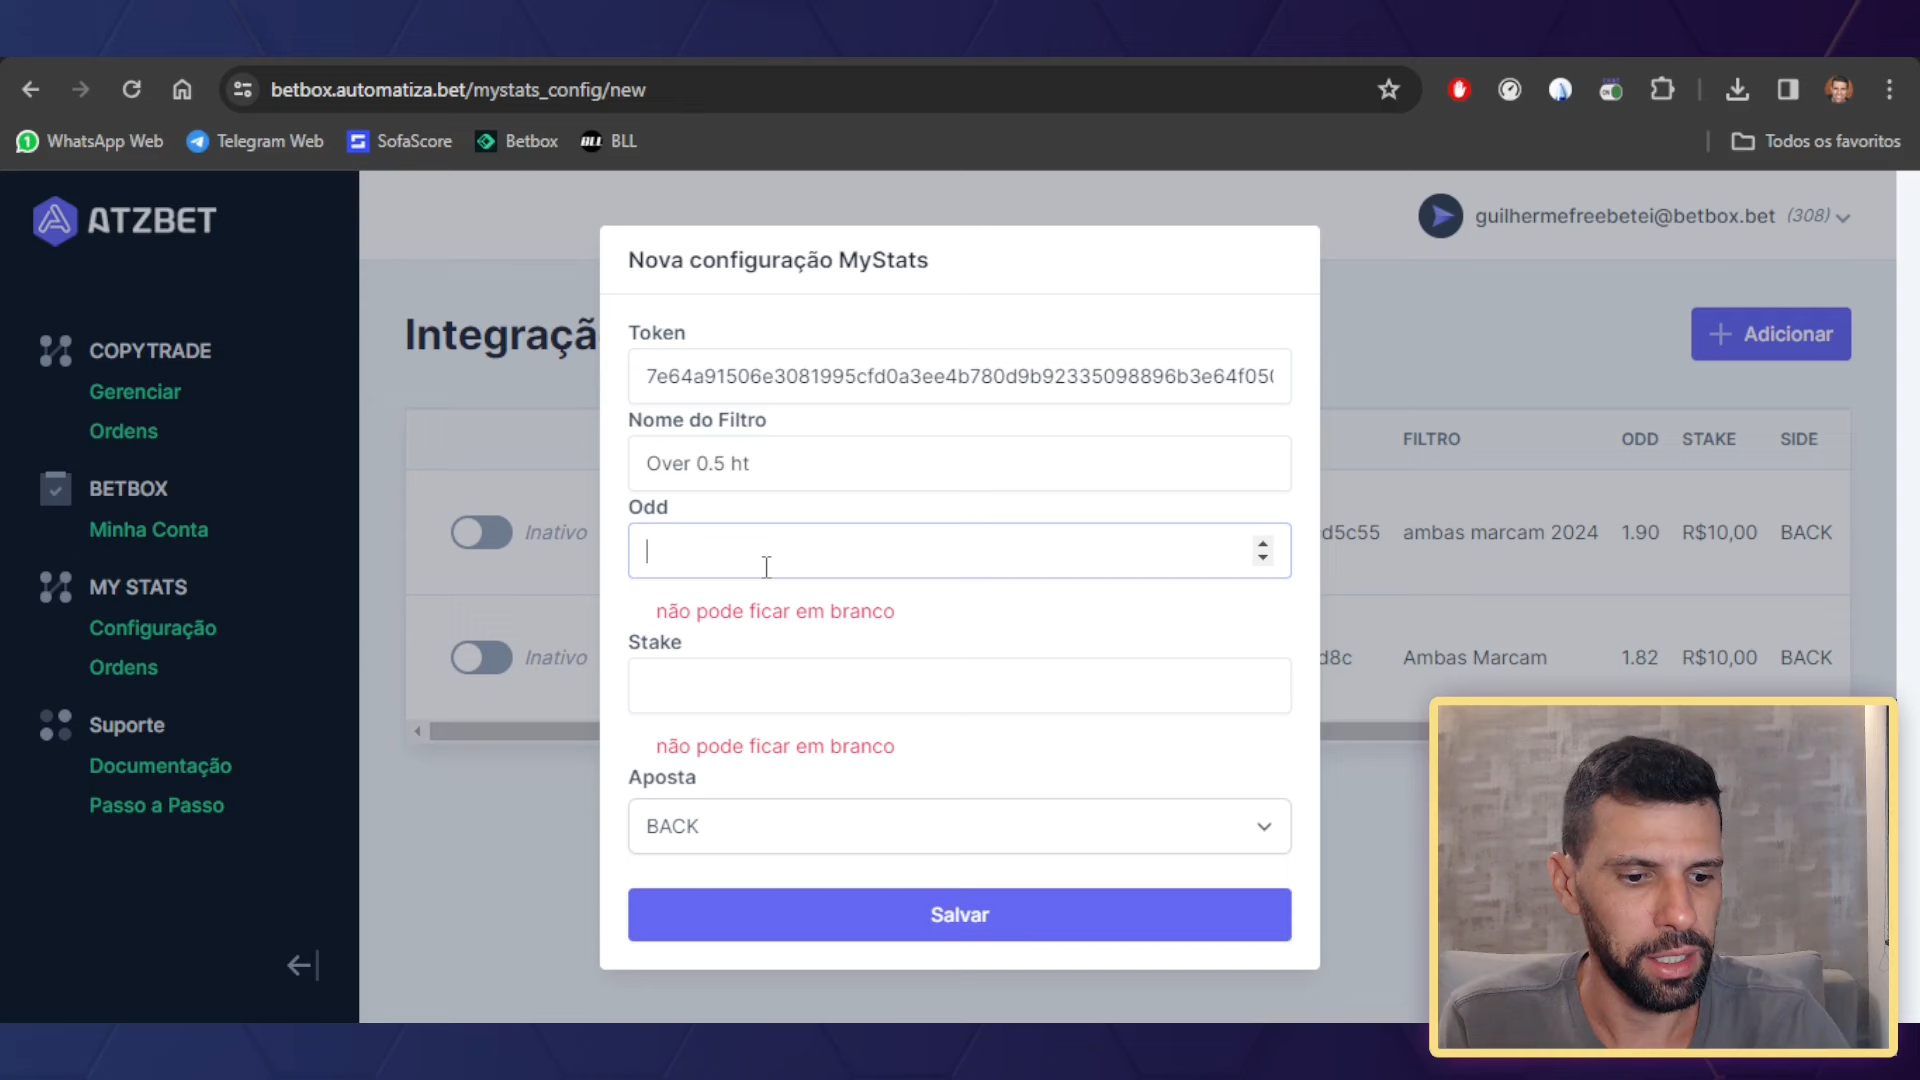 betbox.automatiza.bet/mystats_config/new
WhatsApp Web
Telegram Web
SofaScore
Betbox
BLL BLL
Todos os favoritos
ATZBET
guilhermefreebetei@betbox.bet (308)
COPYTRADE
Gerenciar
Ordens
BETBOX
Minha Conta
MY STATS
Configuração
Ordens
Suporte
Documentação
Passo a Passo
Integraçã
Adicionar
FILTRO ODD STAKE SIDE
Inativo d5c55 ambas marcam 2024 1.90 R$10,00 BACK
Inativo d8c Ambas Marcam 1.82 R$10,00 BACK
Nova configuração MyStats
Token
7e64a91506e3081995cfd0a3ee4b780d9b92335098896b3e64f050
Nome do Filtro
Over 0.5 ht
Odd
não pode ficar em branco
Stake
não pode ficar em branco
Aposta
BACK
Salvar